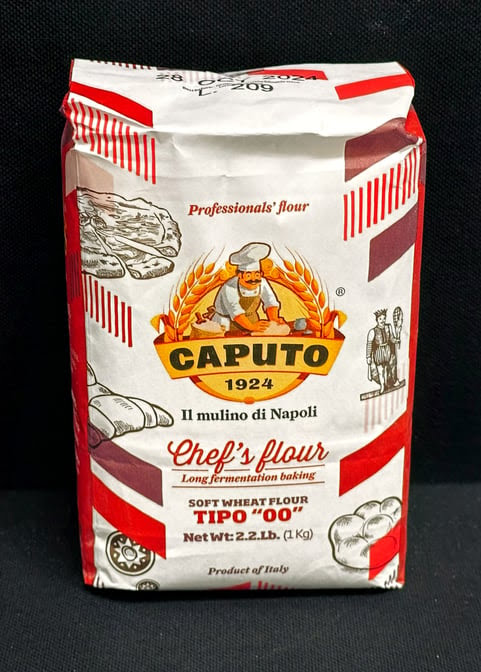 28 OCT 2024
L. 209
Professionals' flour
®
CAPUTO
1924
Il mulino di Napoli
Chef's flour
Long fermentation baking
SOFT WHEAT FLOUR
TIPO "00"
Net Wt: 2.2.Lb. (1Kg)
Product of Italy